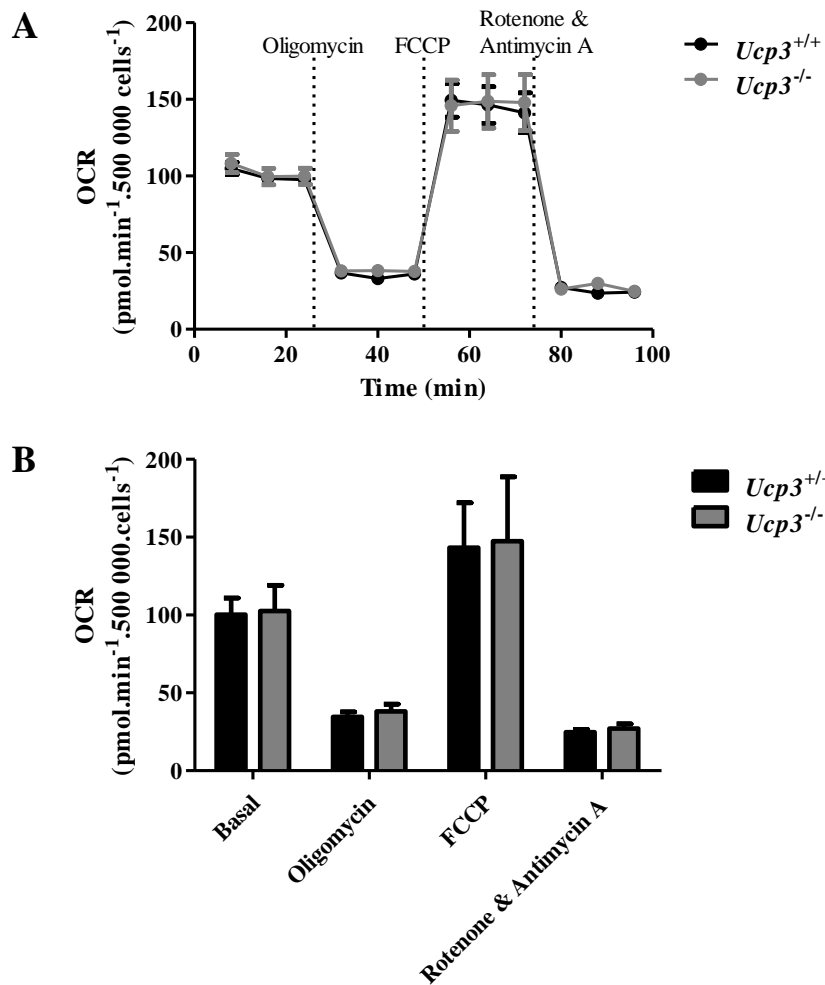 A
OCR
(pmol.min⁻¹.500 000 cells⁻¹)
200
150
100
50
0
Oligomycin
FCCP
Rotenone &
Antimycin A
Ucp3⁺/⁺
Ucp3⁻/⁻
0
20
40
60
80
100
Time (min)
B
OCR
(pmol.min⁻¹.500 000.cells⁻¹)
200
150
100
50
0
Ucp3⁺/⁺
Ucp3⁻/⁻
Basal
Oligomycin
FCCP
Rotenone & Antimycin A